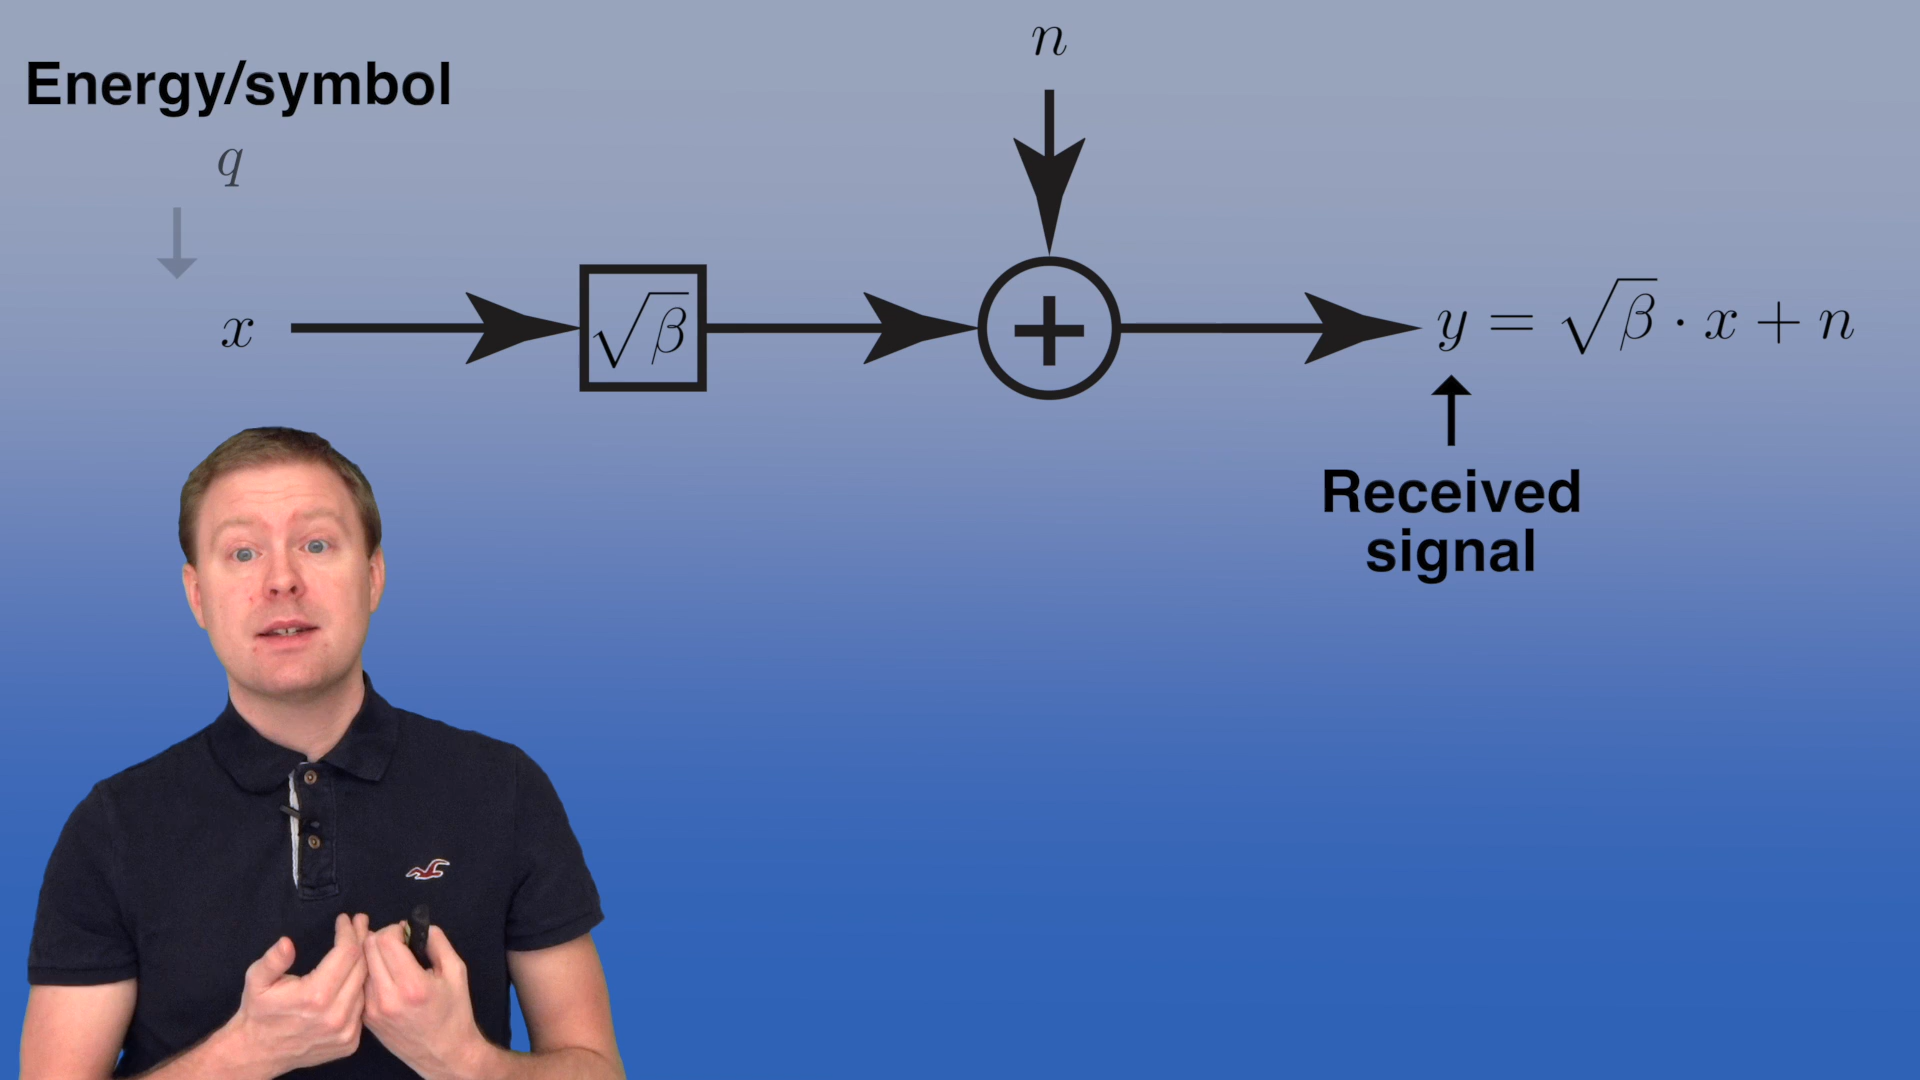 n
Energy/symbol
q
x
√β
+
y = √β · x + n
Received
signal